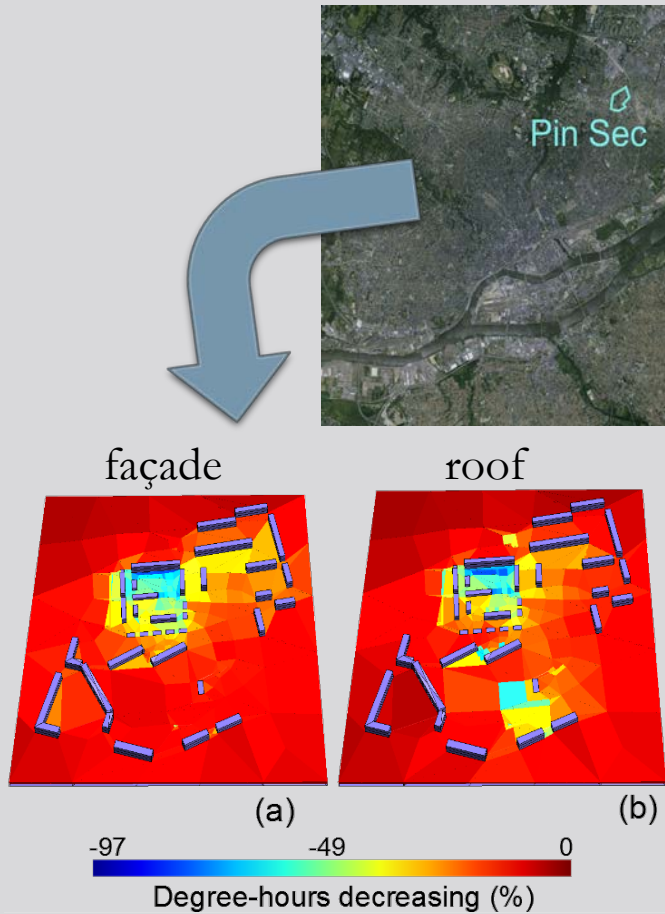 Pin Sec
façade
roof
(a)
(b)
-97
-49
0
Degree-hours decreasing (%)